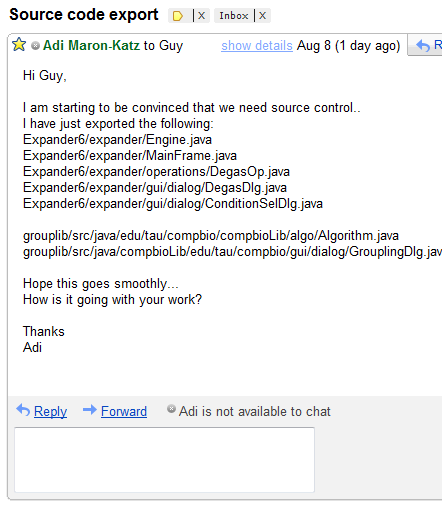 Source code export | X Inbox | X
Adi Maron-Katz to Guy show details Aug 8 (1 day ago) R
Hi Guy,
I am starting to be convinced that we need source control..
I have just exported the following:
Expander6/expander/Engine.java
Expander6/expander/MainFrame.java
Expander6/expander/operations/DegasOp.java
Expander6/expander/gui/dialog/DegasDlg.java
Expander6/expander/gui/dialog/ConditionSelDlg.java
grouplib/src/java/edu/tau/compbio/compbioLib/algo/Algorithm.java
grouplib/src/java/compbioLib/edu/tau/compbio/gui/dialog/GroupingDlg.jav
Hope this goes smoothly...
How is it going with your work?
Thanks
Adi
Reply Forward Adi is not available to chat